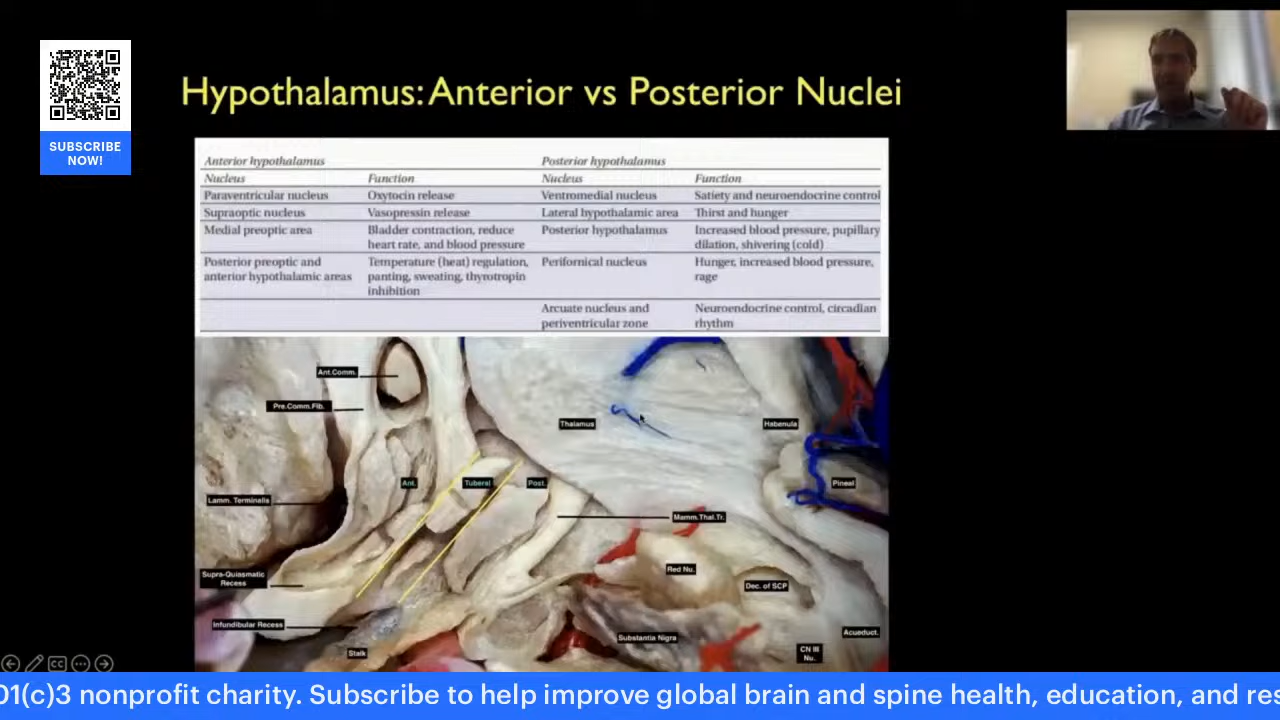 SUBSCRIBE
NOW!
Hypothalamus: Anterior vs Posterior Nuclei
Anterior hypothalamus Posterior hypothalamus
Nucleus Function Nucleus Function
Paraventricular nucleus Oxytocin release Ventromedial nucleus Satiety and neuroendocrine control
Supraoptic nucleus Vasopressin release Lateral hypothalamic area Thirst and hunger
Medial preoptic area Bladder contraction, reduce Posterior hypothalamus Increased blood pressure, pupillary
heart rate, and blood pressure dilation, shivering (cold)
Posterior preoptic and Temperature (heat) regulation, Perifornical nucleus Hunger, increased blood pressure,
anterior hypothalamic areas panting, sweating, thyrotropin rage
inhibition
Arcuate nucleus and Neuroendocrine control, circadian
periventricular zone rhythm
Ant.Comm.
Pre.Comm.Fib.
Thalamus
Habenula
Ant.
Tuberal
Post.
Pineal
Lamm. Terminalis
Mamm.Thal.Tr.
Supra-Quiasmatic
Recess
Red Nu.
Dec. of SCP
Infundibular Recess
Substantia Nigra
Acueduct.
Stalk
CN III
Nu.
CC
01(c)3 nonprofit charity. Subscribe to help improve global brain and spine health, education, and res